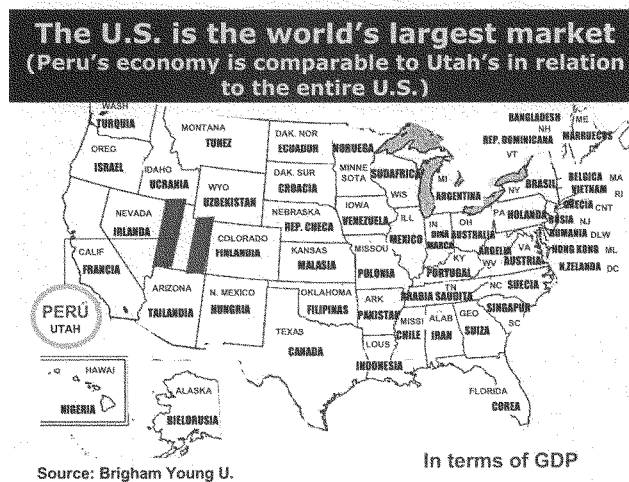 The U.S. is the world's largest market
(Peru's economy is comparable to Utah's in relation
to the entire U.S.)
WASH
TURQUIA
OREG
ISRAEL
IDAHO
UCRANIA
MONTANA
TUNEZ
WYO
UZBEKISTAN
NEVADA
IRLANDA
CALIF
FRANCIA
PERÚ
UTAH
COLORADO
FINLANDIA
ARIZONA
TAILANDIA
N. MEXICO
HUNGRIA
DAK. NOR
ECUADUR
DAK. SUR
CROACIA
NEBRASKA
REP. CHECA
KANSAS
MALASIA
OKLAHOMA
FILIPINAS
TEXAS
CANADA
NORUEGA
MINNE
SOTA
IOWA
VENEZUELA
MISSOU
POLONIA
ARK
PAKISTAN
LOUS
INDONESIA
SUDAFRICA
WIS
ILL
MEXICO
MI
ARGENTINA
IN
DINA
MARCA
OH
AUSTRALIA
KY
PORTUGAL
TN
ARABIA SAUDITA
MISSI
CHILE
ALAB
IRAN
GEO
SUIZA
FLORIDA
COREA
SC
SINGAPUR
NC SUECIA
WV
ARGELIA
VA
AUSTRIA
PA HOLANDA
NY
BRASIL
VT
BANGLADESH
NH
REP. DOMINICANA
ME
MARRUECOS
BELGICA MA
VIETNAM RI
GRECIA CNT
RUSIA NJ
RUMANIA DLW
HONG KONG ML
N.ZELANDA DC
HAWAI
NIGERIA
ALASKA
BIELORUSIA
In terms of GDP
Source: Brigham Young U.